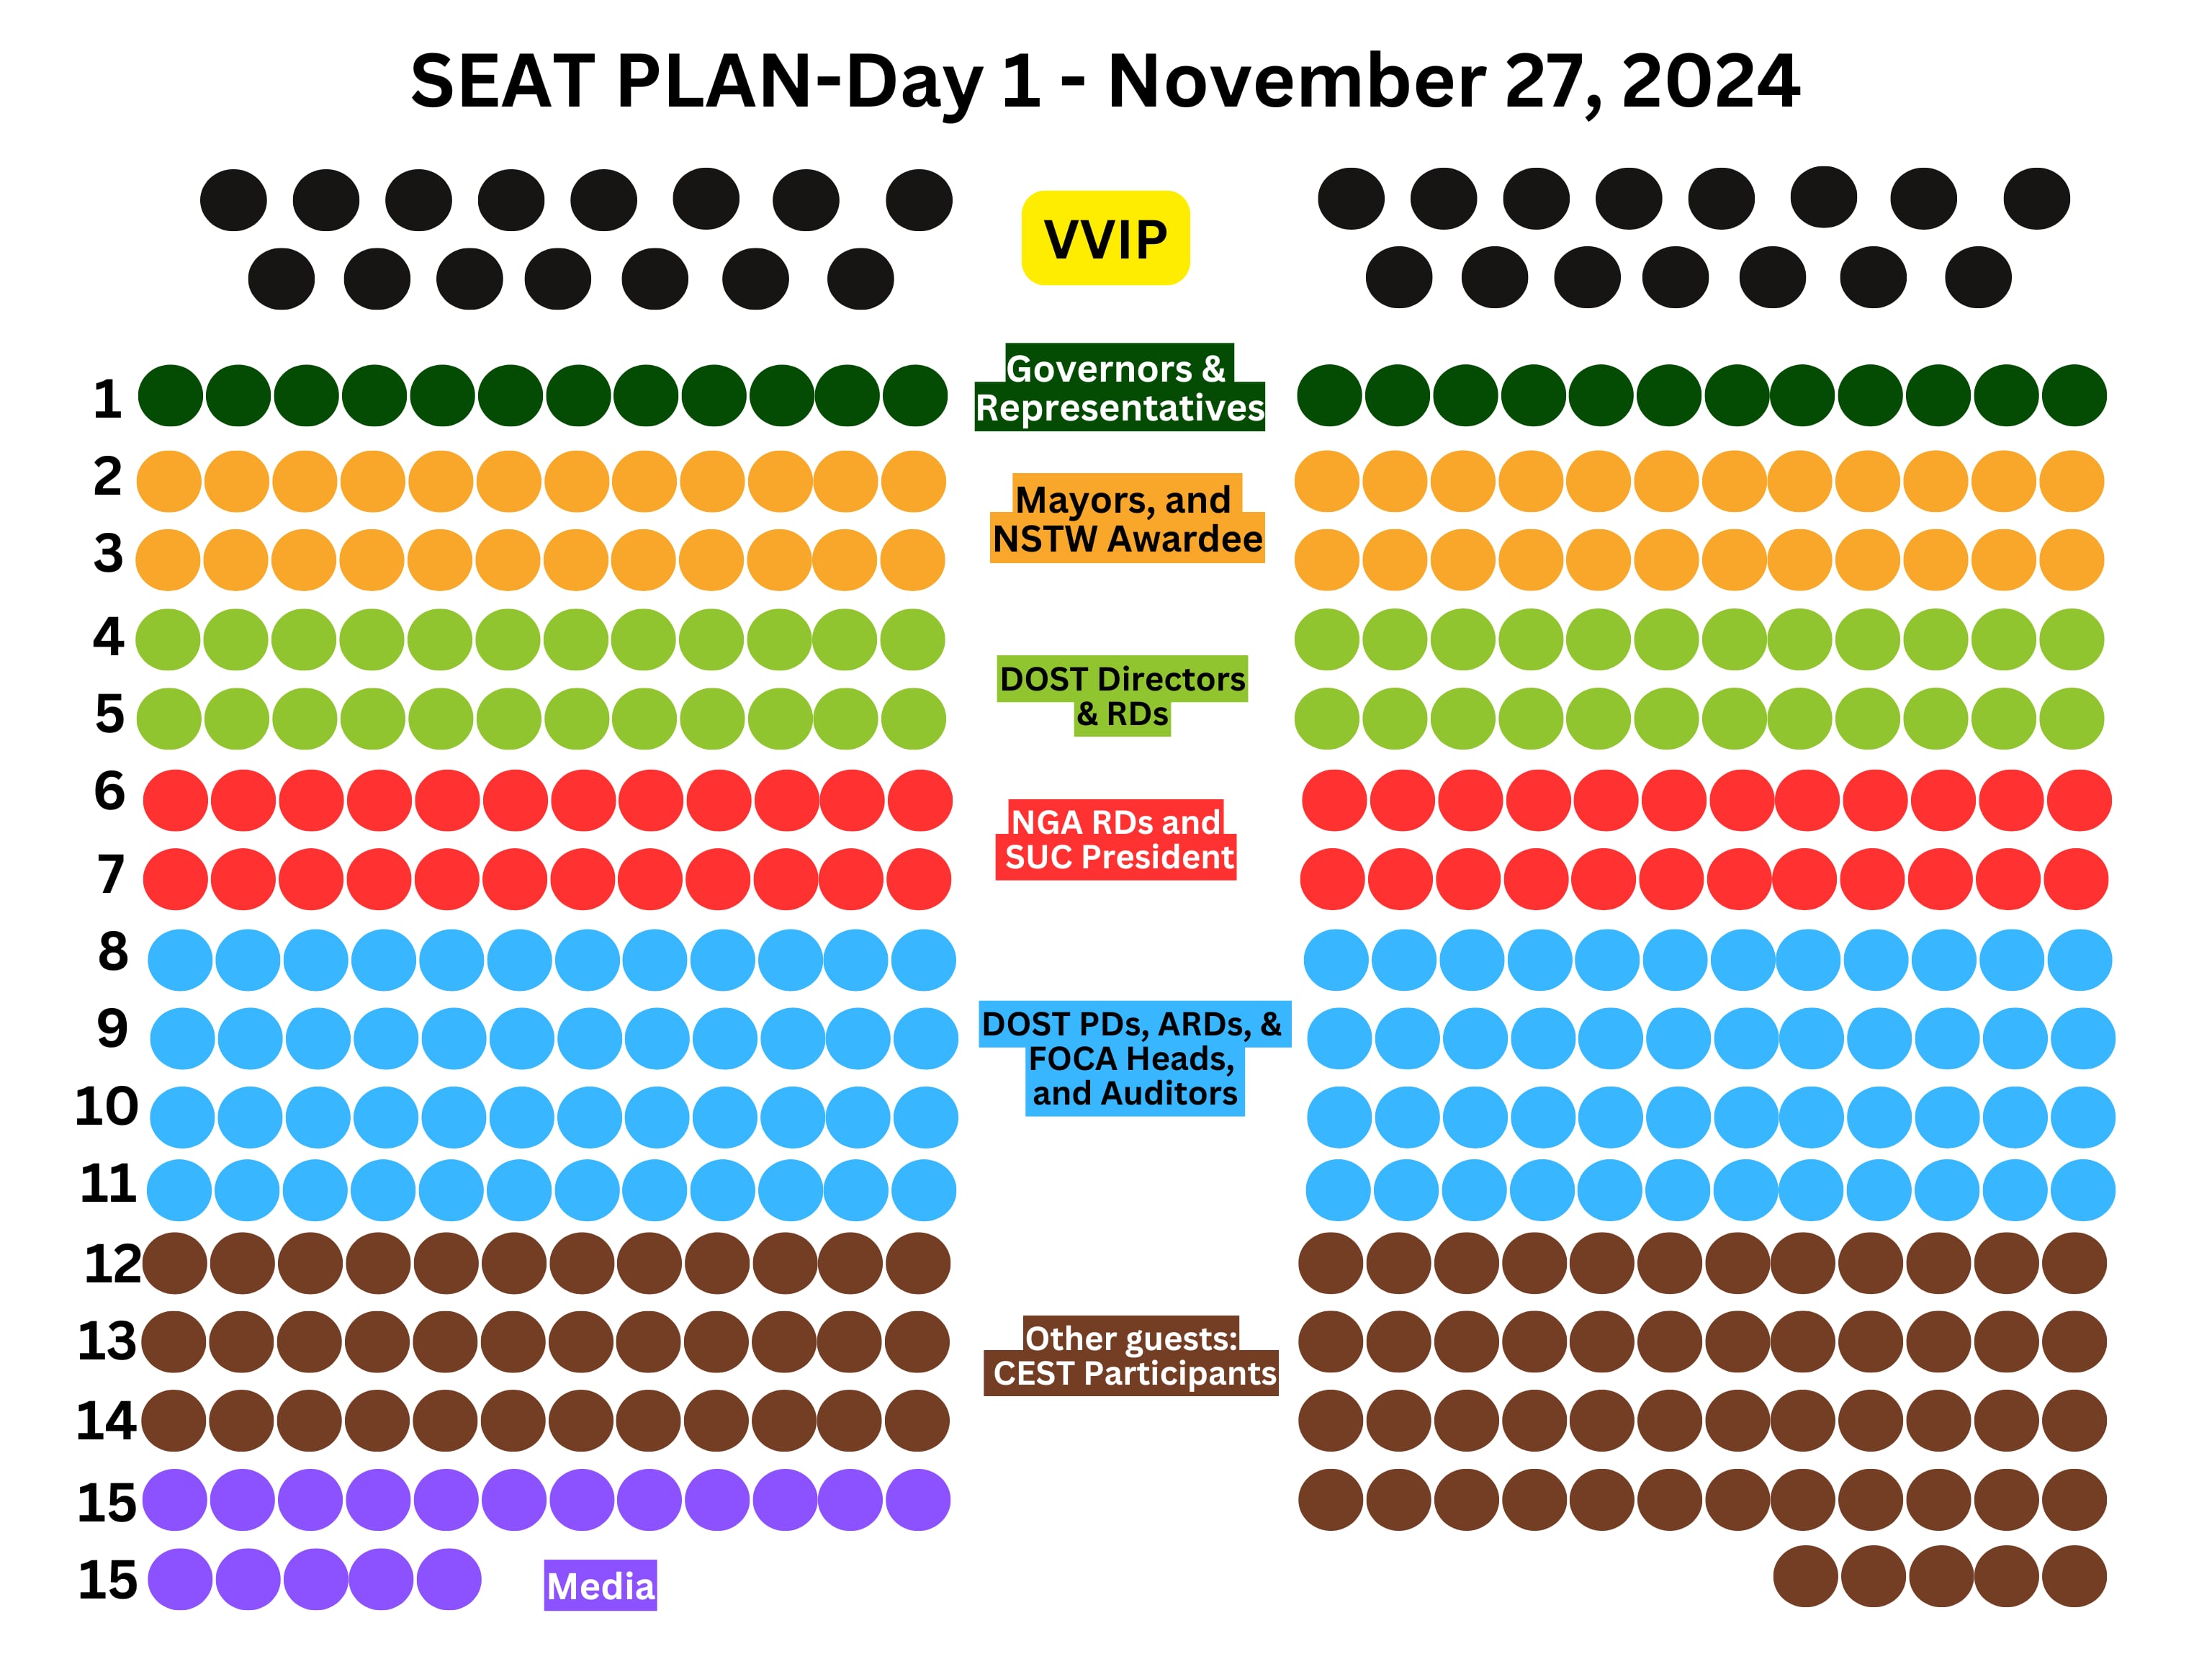 SEAT PLAN-Day 1 - November 27, 2024
VVIP
1
Governors &
Representatives
2
Mayors, and
NSTW Awardee
3
4
DOST Directors
& RDs
5
6
NGA RDs and
SUC President
7
8
9
DOST PDs, ARDs, &
FOCA Heads,
and Auditors
10
11
12
13
Other guests:
CEST Participants
14
15
15
Media